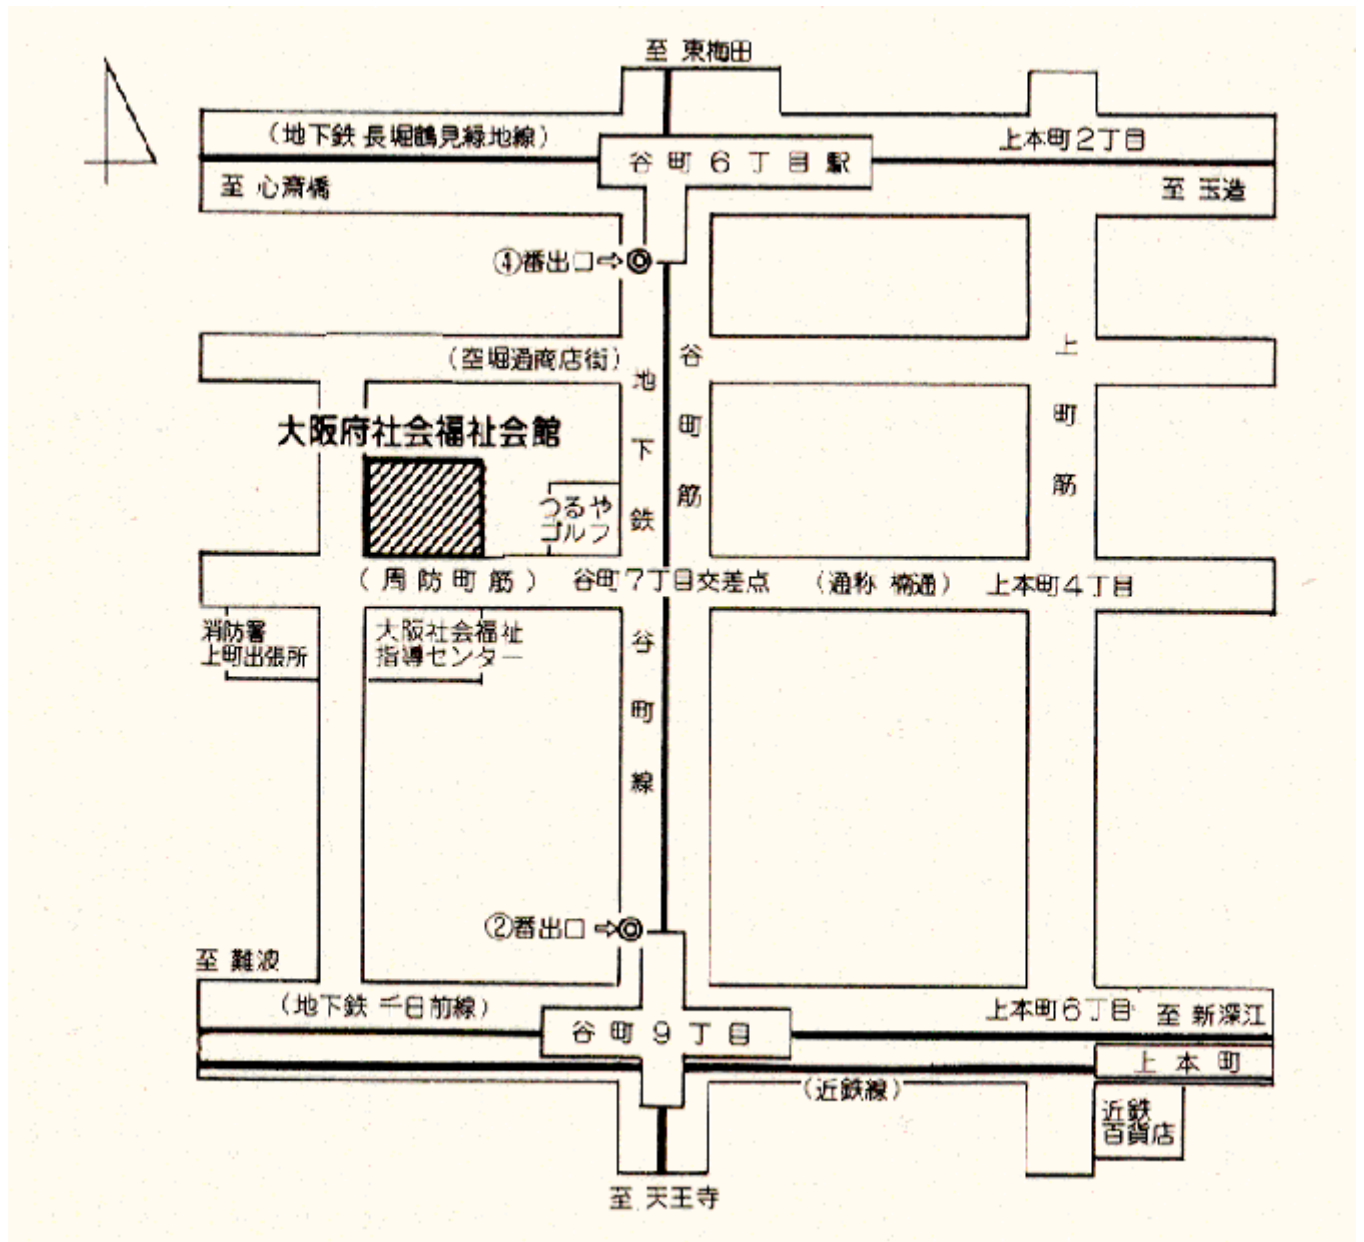 至 東梅田
（地下鉄 長堀鶴見緑地線）
上本町2丁目
谷町6丁目駅
至 心斎橋
至 玉造
④番出口⇨◎
（空堀通商店街）
谷町筋
上町筋
地下鉄
大阪府社会福祉会館
つるや
ゴルフ
（周防町筋）
谷町7丁目交差点
（通称 楠通）
上本町4丁目
消防署
上町出張所
大阪社会福祉
指導センター
谷町線
②番出口⇨◎
至 難波
（地下鉄 千日前線）
上本町6丁目
至 新深江
谷町9丁目
上本町
（近鉄線）
近鉄
百貨店
至 天王寺